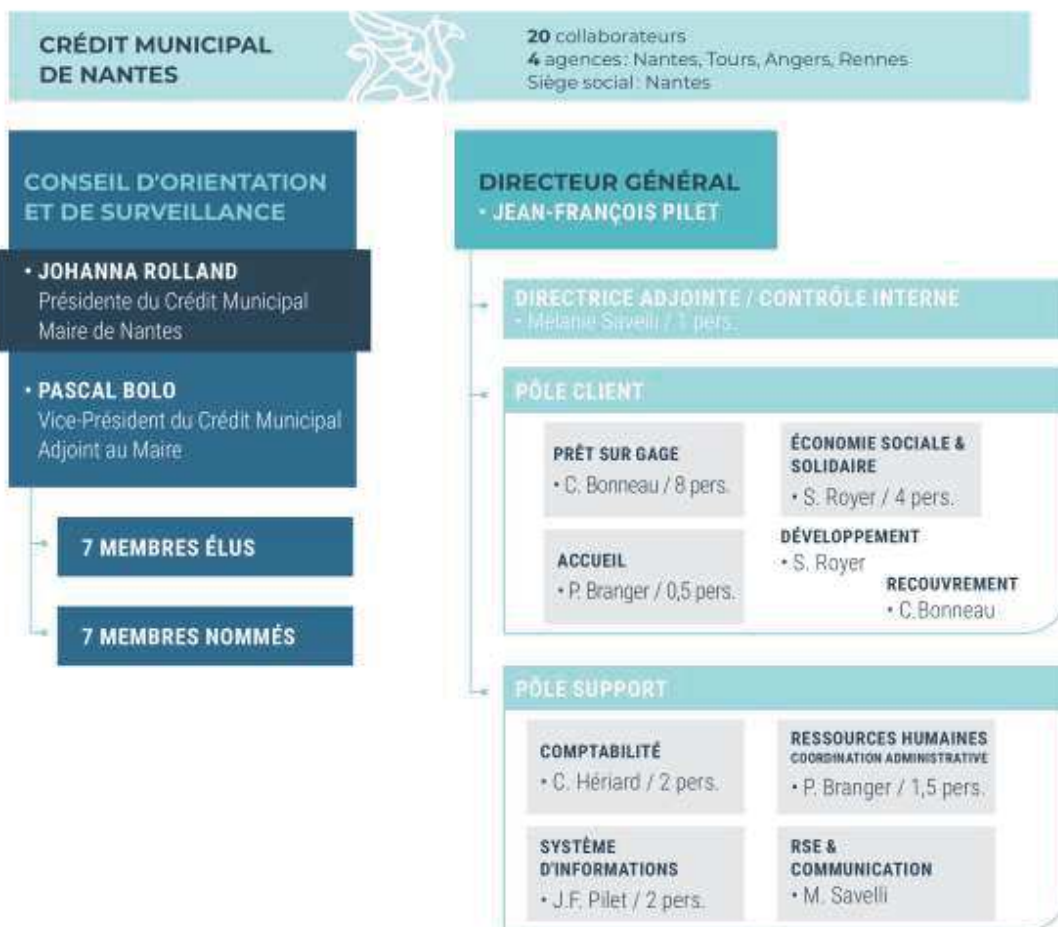 CRÉDIT MUNICIPAL
DE NANTES
20 collaborateurs
4 agences: Nantes, Tours, Angers, Rennes
Siège social: Nantes
CONSEIL D'ORIENTATION
ET DE SURVEILLANCE
• JOHANNA ROLLAND
Présidente du Crédit Municipal
Maire de Nantes
• PASCAL BOLO
Vice-Président du Crédit Municipal
Adjoint au Maire
7 MEMBRES ÉLUS
7 MEMBRES NOMMÉS
DIRECTEUR GÉNÉRAL
• JEAN-FRANÇOIS PILET
DIRECTRICE ADJOINTE / CONTRÔLE INTERNE
• Mélanie Savelli / 1 pers.
PÔLE CLIENT
PRÊT SUR GAGE
• C. Bonneau / 8 pers.
ÉCONOMIE SOCIALE &
SOLIDAIRE
• S. Royer / 4 pers.
ACCUEIL
• P. Branger / 0,5 pers.
DÉVELOPPEMENT
• S. Royer
RECOUVREMENT
• C.Bonneau
PÔLE SUPPORT
COMPTABILITÉ
• C. Hériard / 2 pers.
RESSOURCES HUMAINES
COORDINATION ADMINISTRATIVE
• P. Branger / 1,5 pers.
SYSTÈME
D'INFORMATIONS
• J.F. Pilet / 2 pers.
RSE &
COMMUNICATION
• M. Savelli